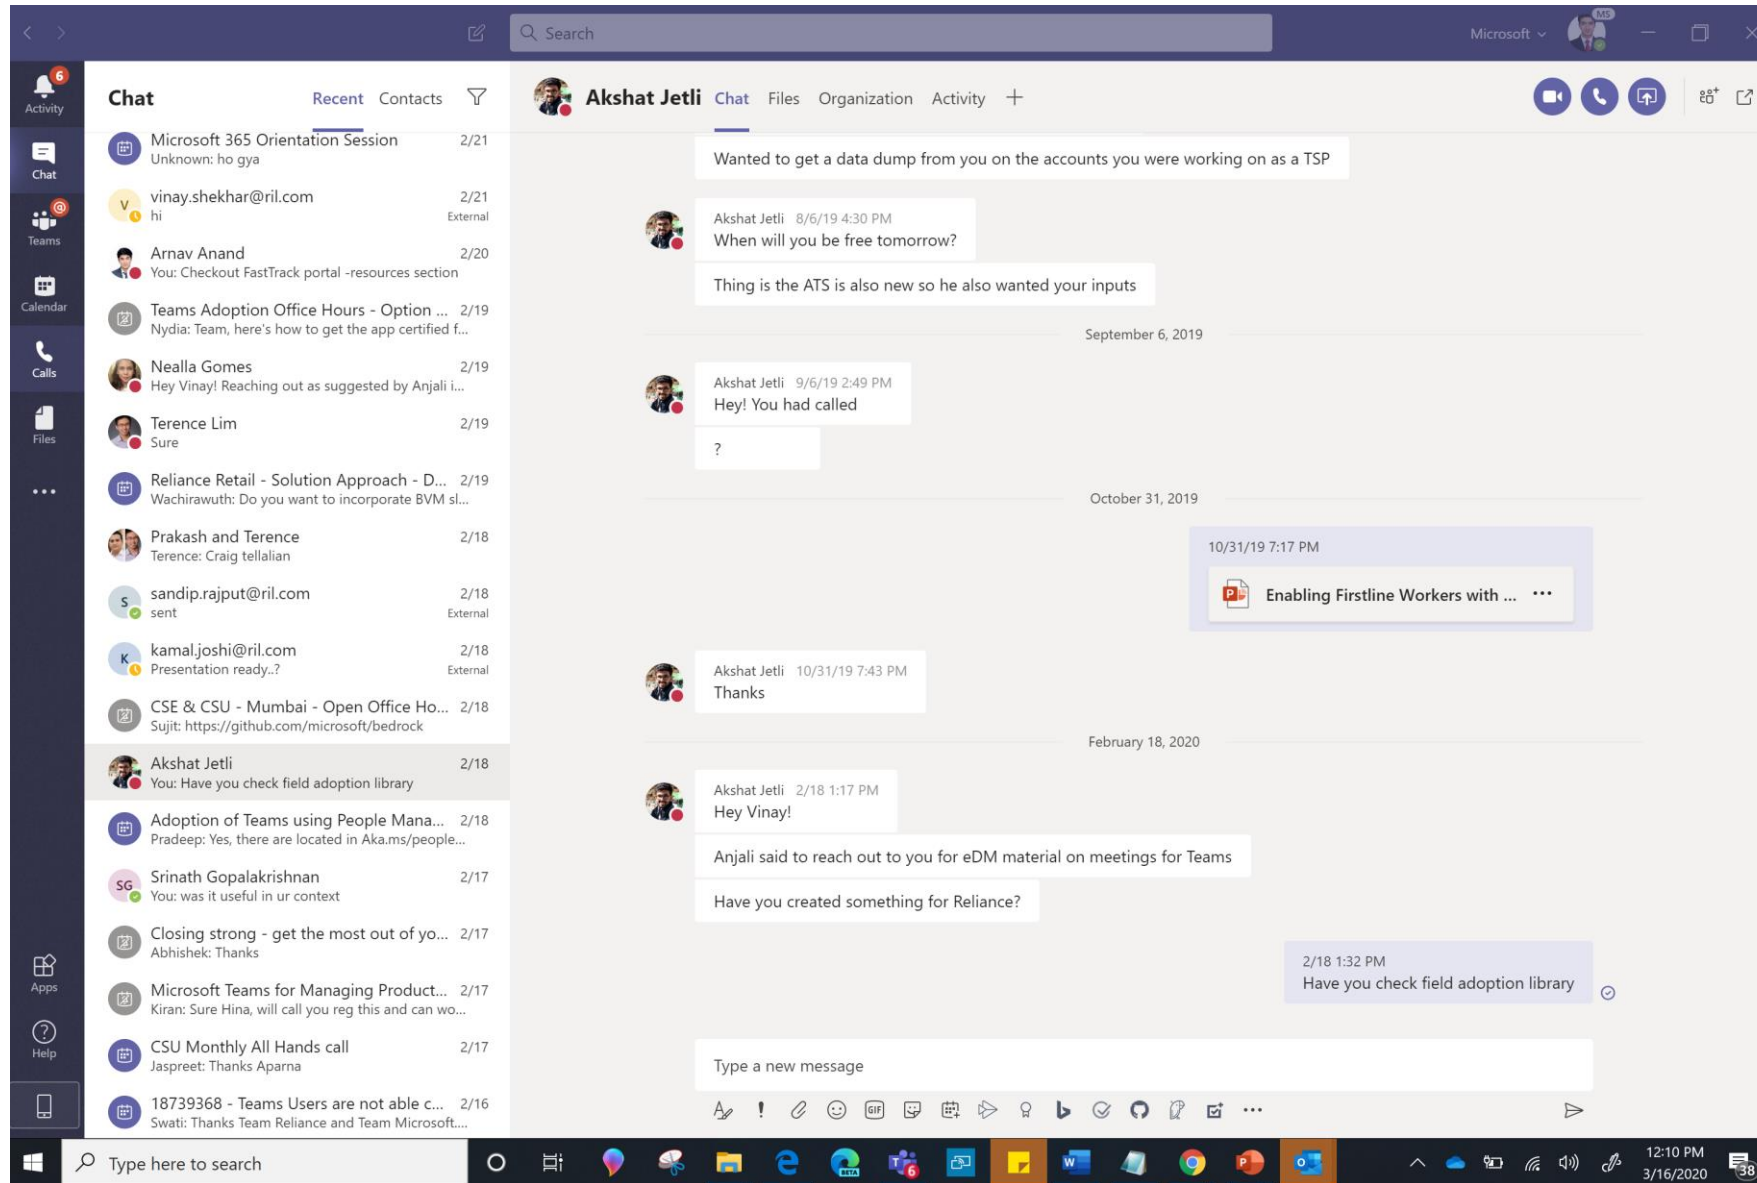 Search
Microsoft
MS
6
Activity
Chat
Teams
Calendar
Calls
Files
Apps
Help
Chat
Recent
Contacts
Microsoft 365 Orientation Session 2/21
Unknown: ho gya
V
vinay.shekhar@ril.com 2/21
hi External
Arnav Anand 2/20
You: Checkout FastTrack portal -resources section
Teams Adoption Office Hours - Option ... 2/19
Nydia: Team, here's how to get the app certified f...
Nealla Gomes 2/19
Hey Vinay! Reaching out as suggested by Anjali i...
Terence Lim 2/19
Sure
Reliance Retail - Solution Approach - D... 2/19
Wachirawuth: Do you want to incorporate BVM sl...
Prakash and Terence 2/18
Terence: Craig tellalian
S
sandip.rajput@ril.com 2/18
sent External
K
kamal.joshi@ril.com 2/18
Presentation ready..? External
CSE & CSU - Mumbai - Open Office Ho... 2/18
Sujit: https://github.com/microsoft/bedrock
Akshat Jetli 2/18
You: Have you check field adoption library
Adoption of Teams using People Mana... 2/18
Pradeep: Yes, there are located in Aka.ms/people...
SG
Srinath Gopalakrishnan 2/17
You: was it useful in ur context
Closing strong - get the most out of yo... 2/17
Abhishek: Thanks
Microsoft Teams for Managing Product... 2/17
Kiran: Sure Hina, will call you reg this and can wo...
CSU Monthly All Hands call 2/17
Jaspreet: Thanks Aparna
18739368 - Teams Users are not able c... 2/16
Swati: Thanks Team Reliance and Team Microsoft....
Akshat Jetli Chat Files Organization Activity
Wanted to get a data dump from you on the accounts you were working on as a TSP
Akshat Jetli 8/6/19 4:30 PM
When will you be free tomorrow?
Thing is the ATS is also new so he also wanted your inputs
September 6, 2019
Akshat Jetli 9/6/19 2:49 PM
Hey! You had called
?
October 31, 2019
10/31/19 7:17 PM
P
Enabling Firstline Workers with ...
Akshat Jetli 10/31/19 7:43 PM
Thanks
February 18, 2020
Akshat Jetli 2/18 1:17 PM
Hey Vinay!
Anjali said to reach out to you for eDM material on meetings for Teams
Have you created something for Reliance?
2/18 1:32 PM
Have you check field adoption library
Type a new message
GIF
Type here to search
BETA
6
12:10 PM
3/16/2020
38